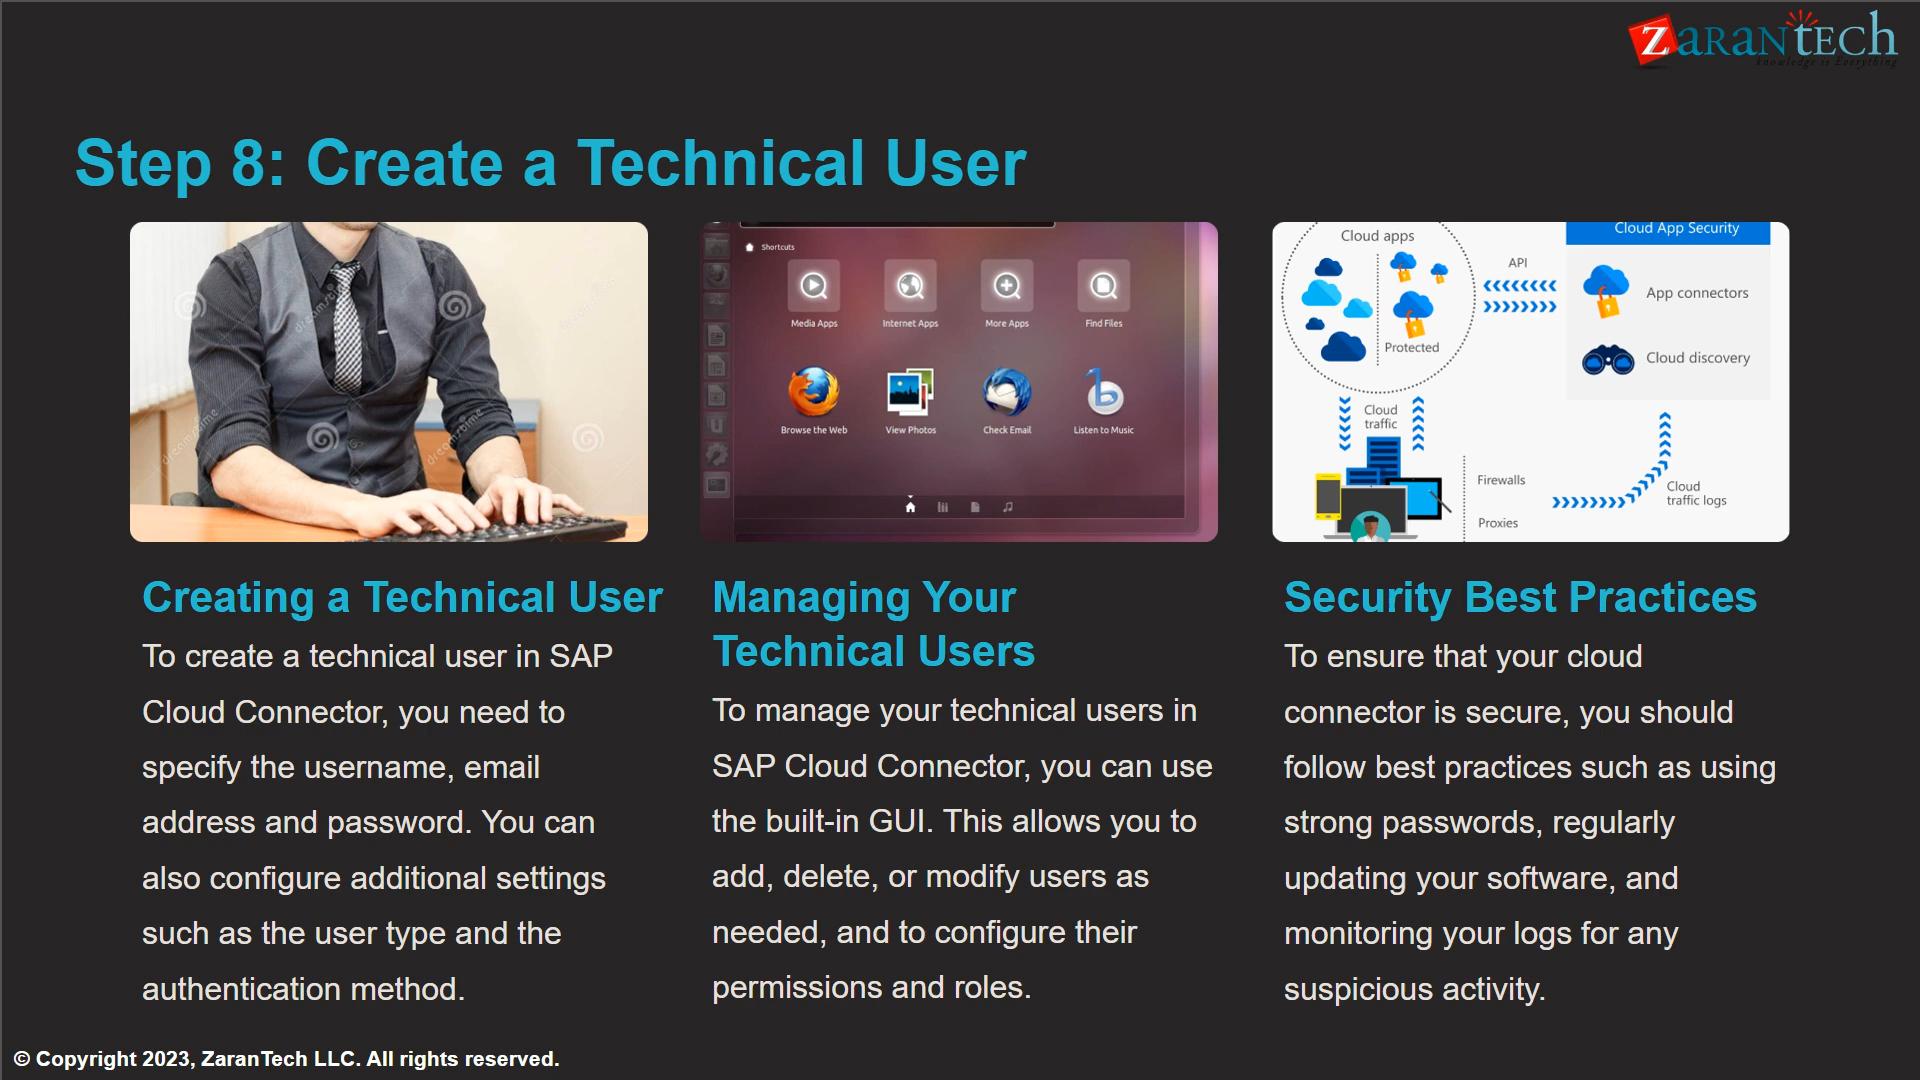 ZaranTech
knowledge is Everything
Step 8: Create a Technical User
dreamstime
dreamstime
dreamstime
Shortcuts
Media Apps
Internet Apps
More Apps
Find Files
Browse the Web
View Photos
Check Email
Listen to Music
Cloud apps
Protected
API
Cloud App Security
App connectors
Cloud discovery
Cloud
traffic
Firewalls
Proxies
Cloud
traffic logs
Creating a Technical User
To create a technical user in SAP
Cloud Connector, you need to
specify the username, email
address and password. You can
also configure additional settings
such as the user type and the
authentication method.
Managing Your
Technical Users
To manage your technical users in
SAP Cloud Connector, you can use
the built-in GUI. This allows you to
add, delete, or modify users as
needed, and to configure their
permissions and roles.
Security Best Practices
To ensure that your cloud
connector is secure, you should
follow best practices such as using
strong passwords, regularly
updating your software, and
monitoring your logs for any
suspicious activity.
© Copyright 2023, ZaranTech LLC. All rights reserved.